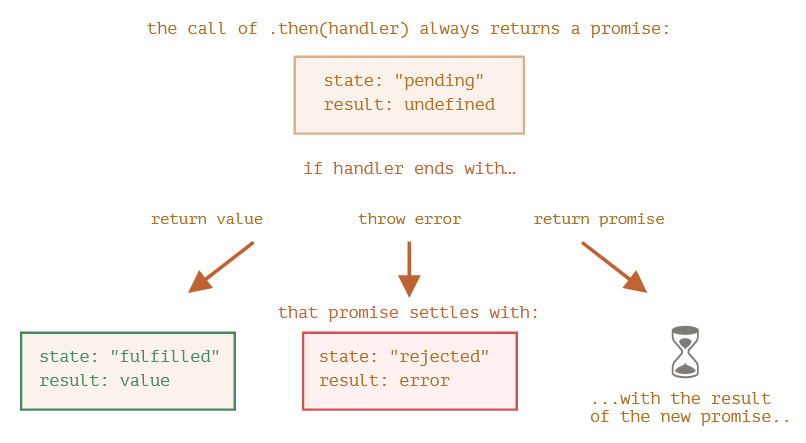 the call of .then(handler) always returns a promise:
state: "pending"
result: undefined
if handler ends with…
return value
throw error
return promise
that promise settles with:
state: "fulfilled"
result: value
state: "rejected"
result: error
...with the result
of the new promise..